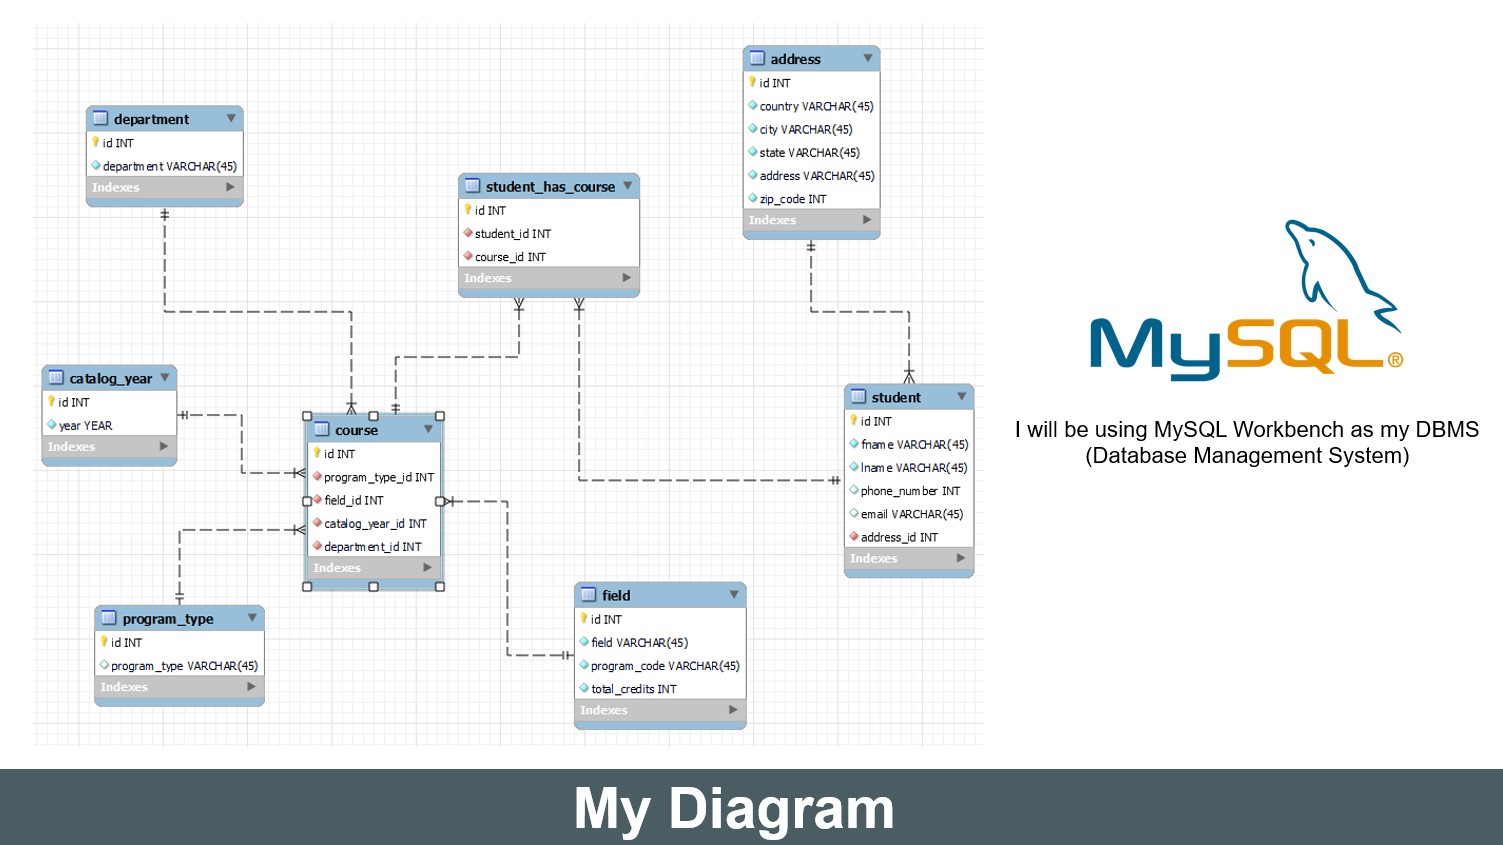 department
id INT
department VARCHAR(45)
Indexes
student_has_course
id INT
student_id INT
course_id INT
Indexes
address
id INT
country VARCHAR(45)
city VARCHAR(45)
state VARCHAR(45)
address VARCHAR(45)
zip_code INT
Indexes
catalog_year
id INT
year YEAR
Indexes
course
id INT
program_type_id INT
field_id INT
catalog_year_id INT
department_id INT
Indexes
student
id INT
fname VARCHAR(45)
lname VARCHAR(45)
phone_number INT
email VARCHAR(45)
address_id INT
Indexes
program_type
id INT
program_type VARCHAR(45)
Indexes
field
id INT
field VARCHAR(45)
program_code VARCHAR(45)
total_credits INT
Indexes
MySQL®
I will be using MySQL Workbench as my DBMS
(Database Management System)
My Diagram